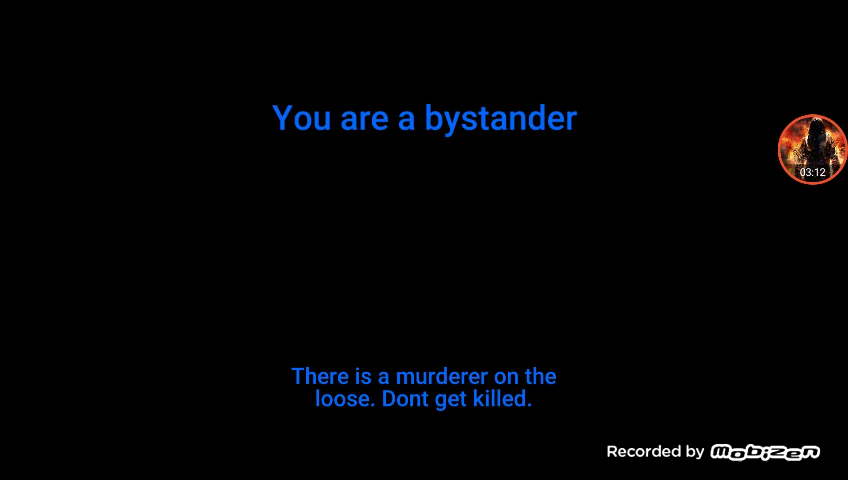 You are a bystander
03:12
There is a murderer on the
loose. Dont get killed.
Recorded by Mobizen